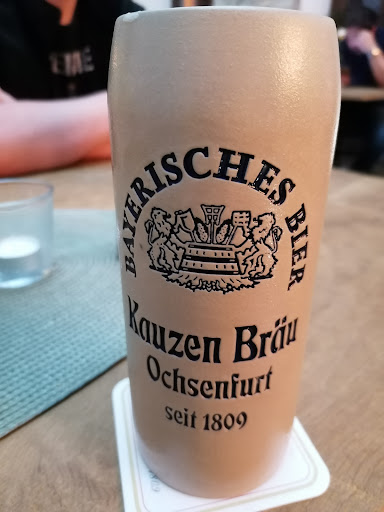 BAYERISCHES BIER
Kauzen Bräu
Ochsenfurt
seit 1809